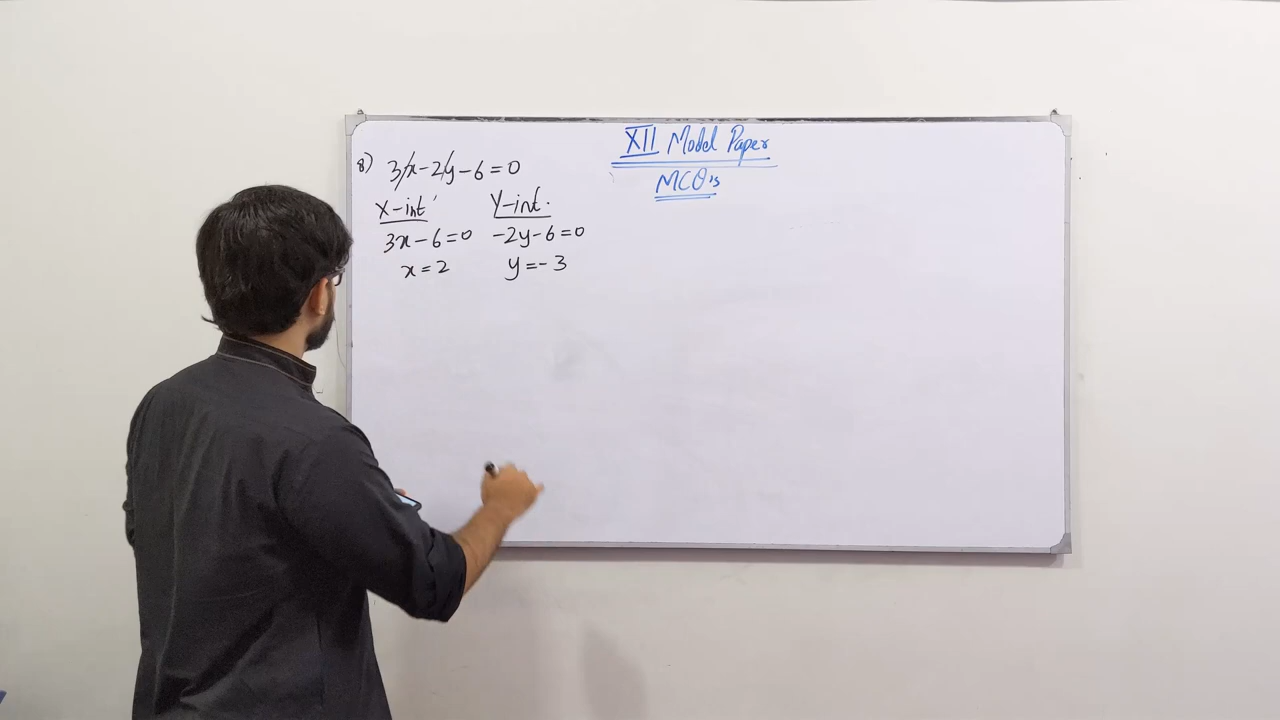 XII Model Paper
MCQ's
8) 3x-2y-6=0
X-int Y-int.
3x-6=0 -2y-6=0
x=2 y=-3